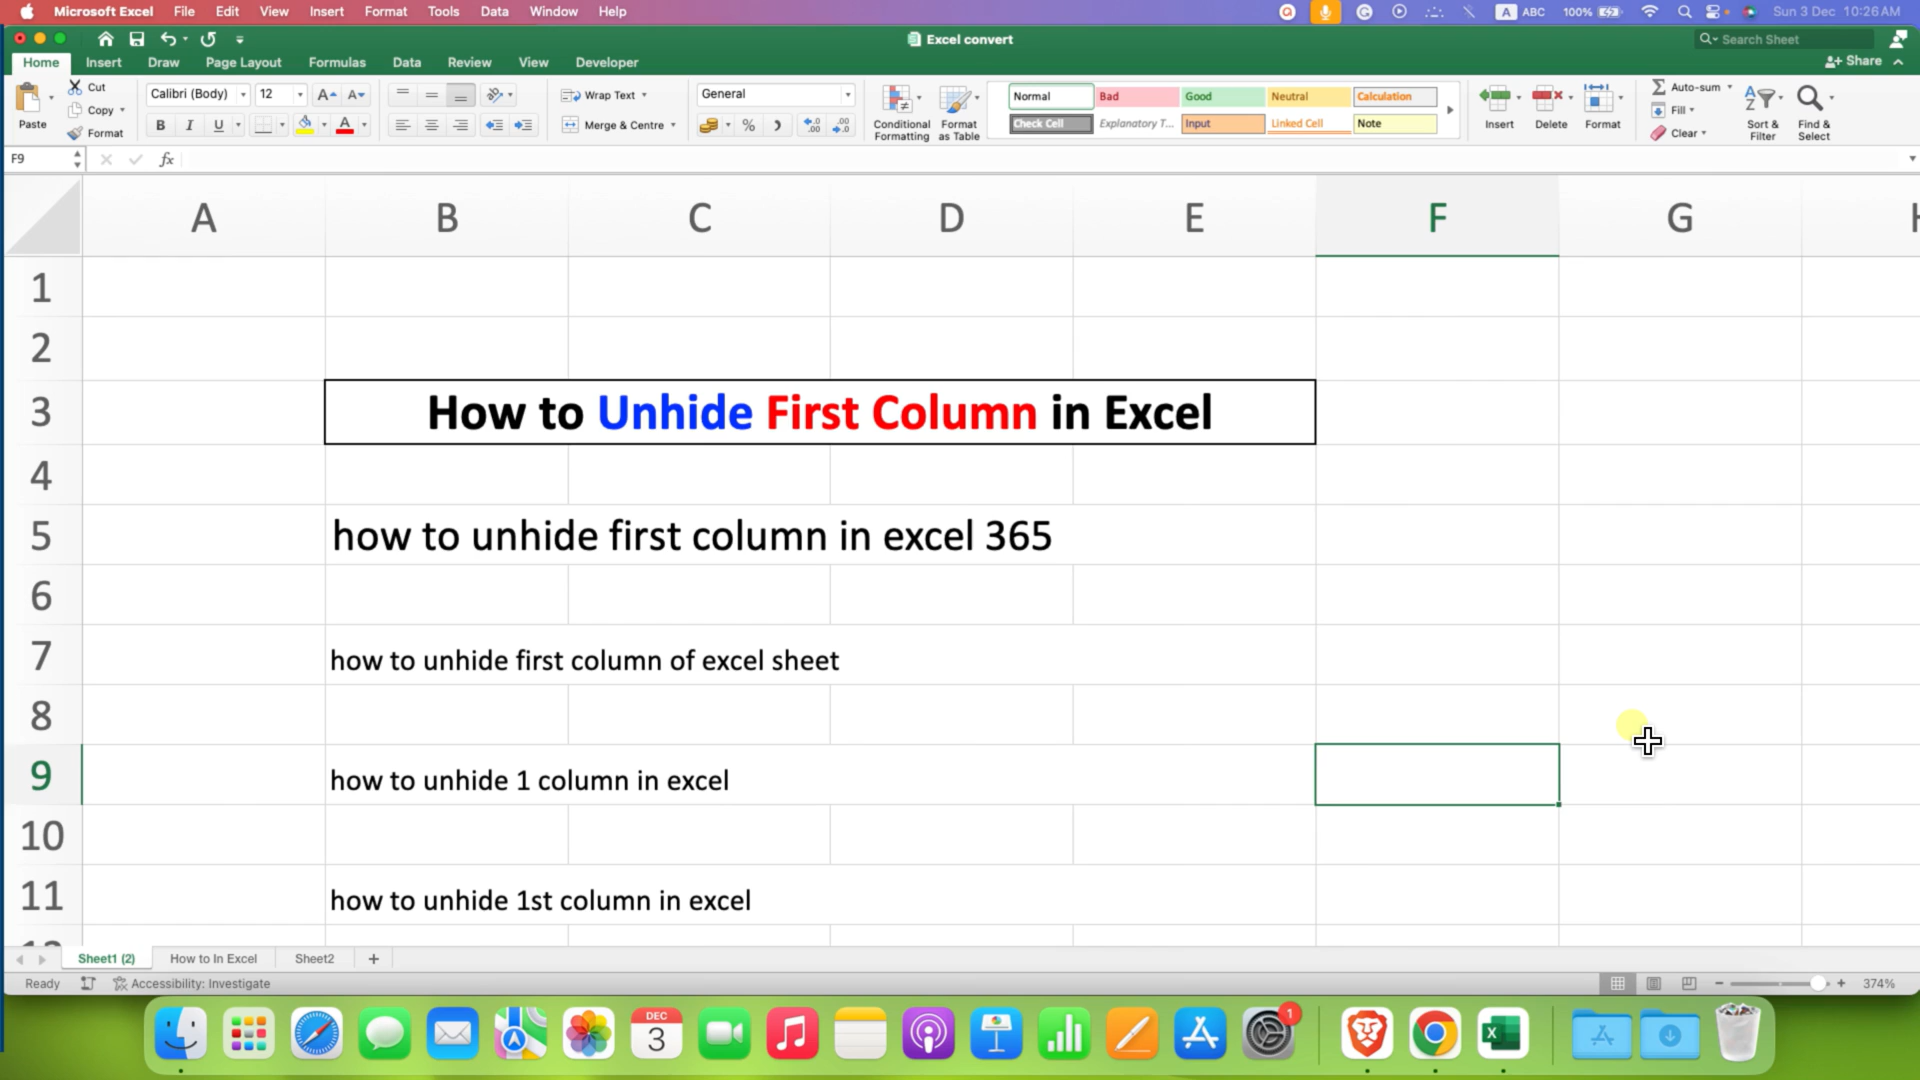 Microsoft Excel File Edit View Insert Format Tools Data Window Help A ABC 100% Sun 3 Dec 10:26 AM
Excel convert Search Sheet
Home Insert Draw Page Layout Formulas Data Review View Developer Share
Paste Cut Copy Format
Calibri (Body) 12 A A B I U A
Wrap Text Merge & Centre
General %
Conditional Formatting Format as Table
Normal Bad Good Neutral Calculation
Check Cell Explanatory T... Input Linked Cell Note
Insert Delete Format
Auto-sum Fill Clear
Sort & Filter Find & Select
F9 fx
A B C D E F G
1
2
3 How to Unhide First Column in Excel
4
5 how to unhide first column in excel 365
6
7 how to unhide first column of excel sheet
8
9 how to unhide 1 column in excel
10
11 how to unhide 1st column in excel
Sheet1 (2) How to In Excel Sheet2 +
Ready Accessibility: Investigate 374%
DEC
3
1